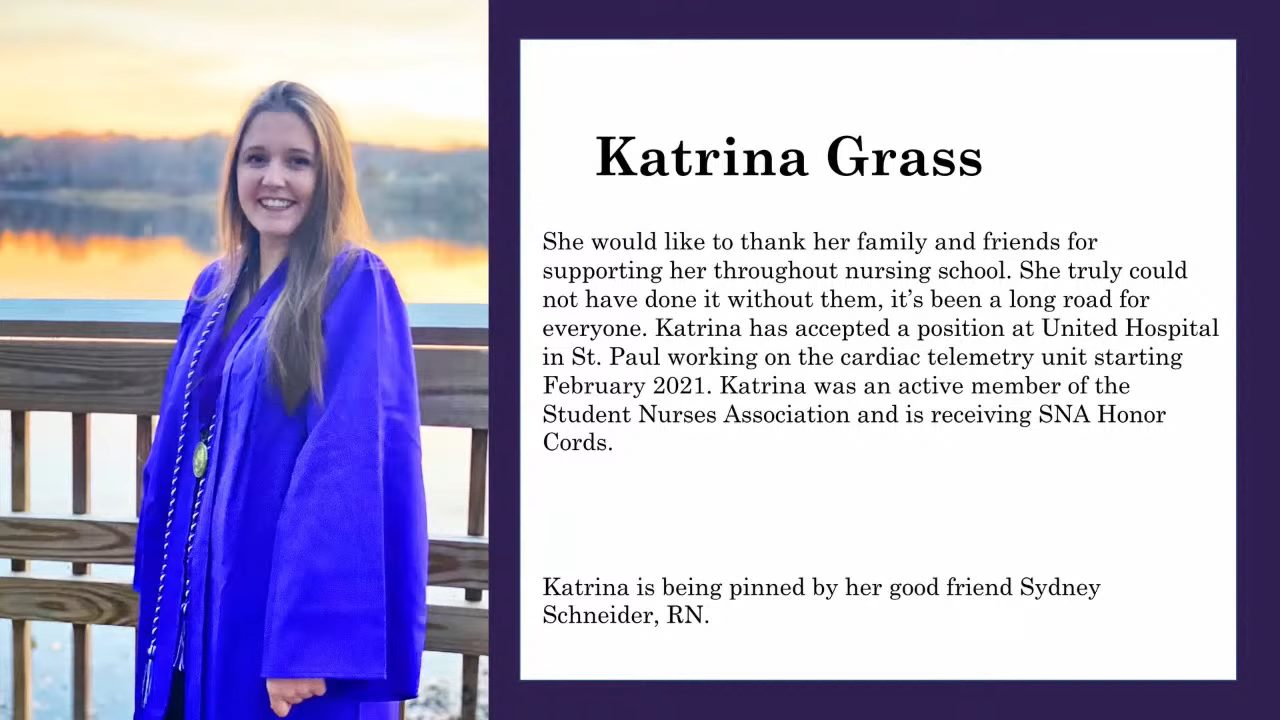 Katrina Grass
She would like to thank her family and friends for
supporting her throughout nursing school. She truly could
not have done it without them, it’s been a long road for
everyone. Katrina has accepted a position at United Hospital
in St. Paul working on the cardiac telemetry unit starting
February 2021. Katrina was an active member of the
Student Nurses Association and is receiving SNA Honor
Cords.
Katrina is being pinned by her good friend Sydney
Schneider, RN.